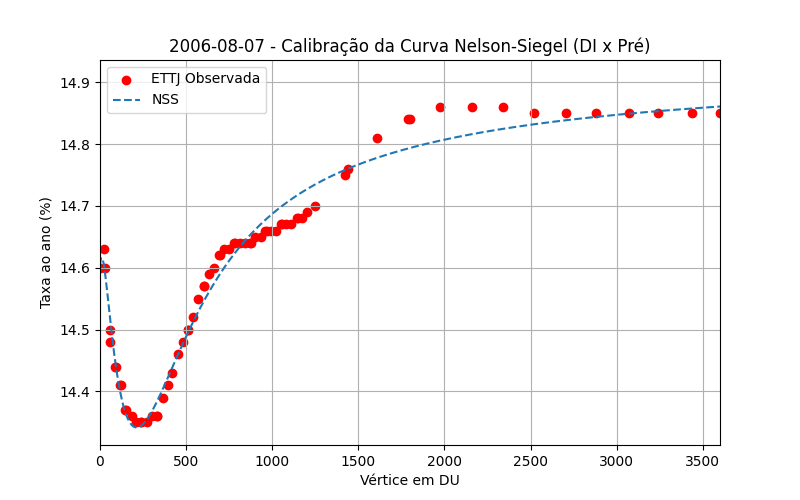 2006-08-07 - Calibração da Curva Nelson-Siegel (DI x Pré)
ETTJ Observada
NSS
Taxa ao ano (%)
14.9
14.8
14.7
14.6
14.5
14.4
0 500 1000 1500 2000 2500 3000 3500
Vértice em DU